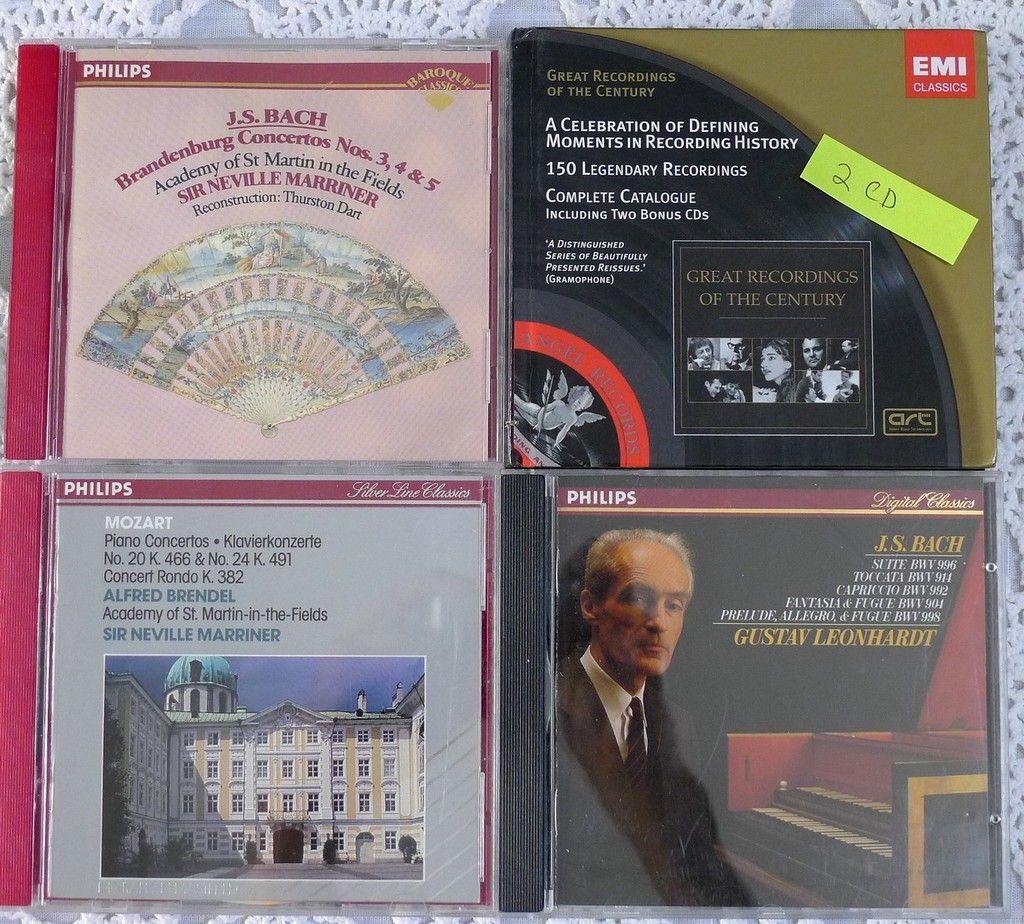 PHILIPS
BAROQUE
CLASSICS
J.S. BACH
Brandenburg Concertos Nos. 3, 4 & 5
Academy of St Martin in the Fields
SIR NEVILLE MARRINER
Reconstruction: Thurston Dart
EMI
CLASSICS
GREAT RECORDINGS
OF THE CENTURY
A CELEBRATION OF DEFINING
MOMENTS IN RECORDING HISTORY
150 LEGENDARY RECORDINGS
COMPLETE CATALOGUE
INCLUDING TWO BONUS CDS
2 CD
'A DISTINGUISHED
SERIES OF BEAUTIFULLY
PRESENTED REISSUES.'
(GRAMOPHONE)
GREAT RECORDINGS
OF THE CENTURY
ANGEL RECORDS
art
PHILIPS
Silver Line Classics
MOZART
Piano Concertos • Klavierkonzerte
No. 20 K. 466 & No. 24 K. 491
Concert Rondo K. 382
ALFRED BRENDEL
Academy of St. Martin-in-the-Fields
SIR NEVILLE MARRINER
PHILIPS
Digital Classics
J.S. BACH
SUITE BWV 996
TOCCATA BWV 914
CAPRICCIO BWV 992
FANTASIA & FUGUE BWV 904
PRELUDE, ALLEGRO, & FUGUE BWV 998
GUSTAV LEONHARDT